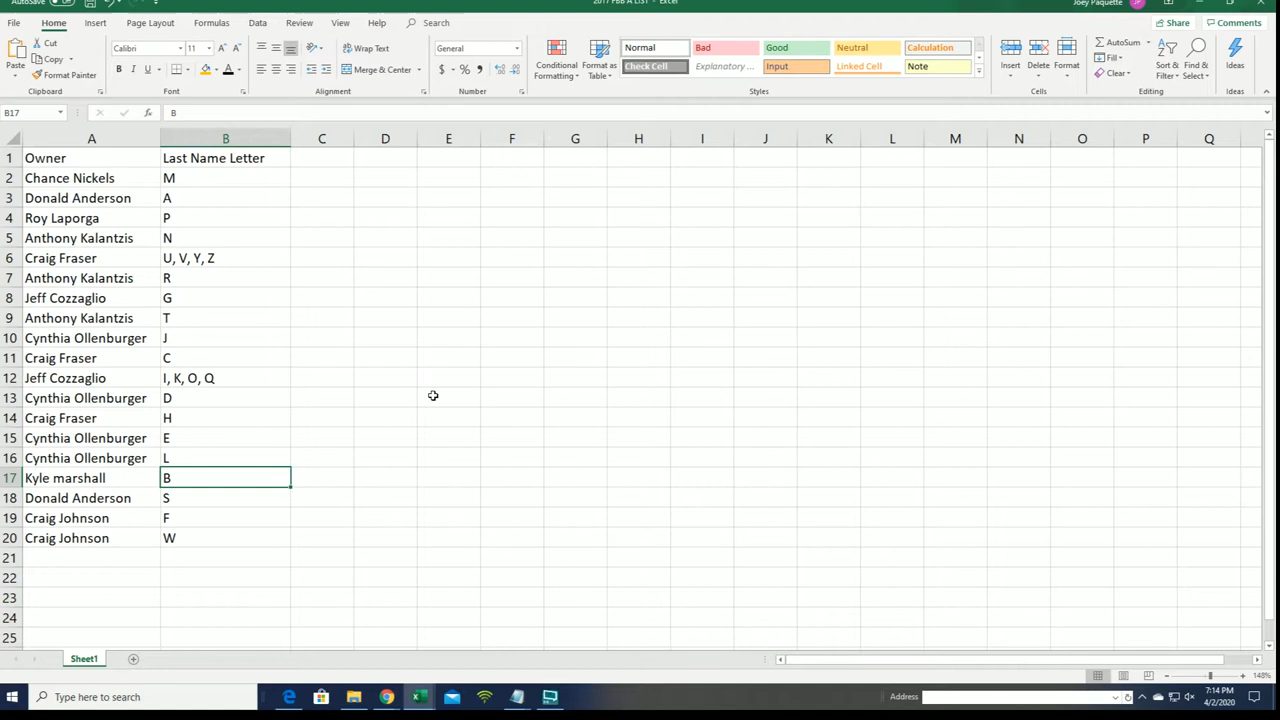 AutoSave Off 2017 FBB A LIST - Excel Joey Paquette JP
File Home Insert Page Layout Formulas Data Review View Help Search Share Comments
Paste Cut Copy Format Painter Clipboard
Calibri 11 B I U A Font
Wrap Text Merge & Center Alignment
General $ % , Number
Conditional Formatting Format as Table
Normal Bad Good Neutral Calculation
Check Cell Explanatory ... Input Linked Cell Note
Styles
Insert Delete Format Cells
AutoSum Fill Clear Sort & Filter Find & Select Editing
Ideas Ideas
B17 fx B
A B C D E F G H I J K L M N O P Q
1 Owner Last Name Letter
2 Chance Nickels M
3 Donald Anderson A
4 Roy Laporga P
5 Anthony Kalantzis N
6 Craig Fraser U, V, Y, Z
7 Anthony Kalantzis R
8 Jeff Cozzaglio G
9 Anthony Kalantzis T
10 Cynthia Ollenburger J
11 Craig Fraser C
12 Jeff Cozzaglio I, K, O, Q
13 Cynthia Ollenburger D
14 Craig Fraser H
15 Cynthia Ollenburger E
16 Cynthia Ollenburger L
17 Kyle marshall B
18 Donald Anderson S
19 Craig Johnson F
20 Craig Johnson W
21
22
23
24
25
Sheet1
148%
Type here to search Address 7:14 PM
4/2/2020